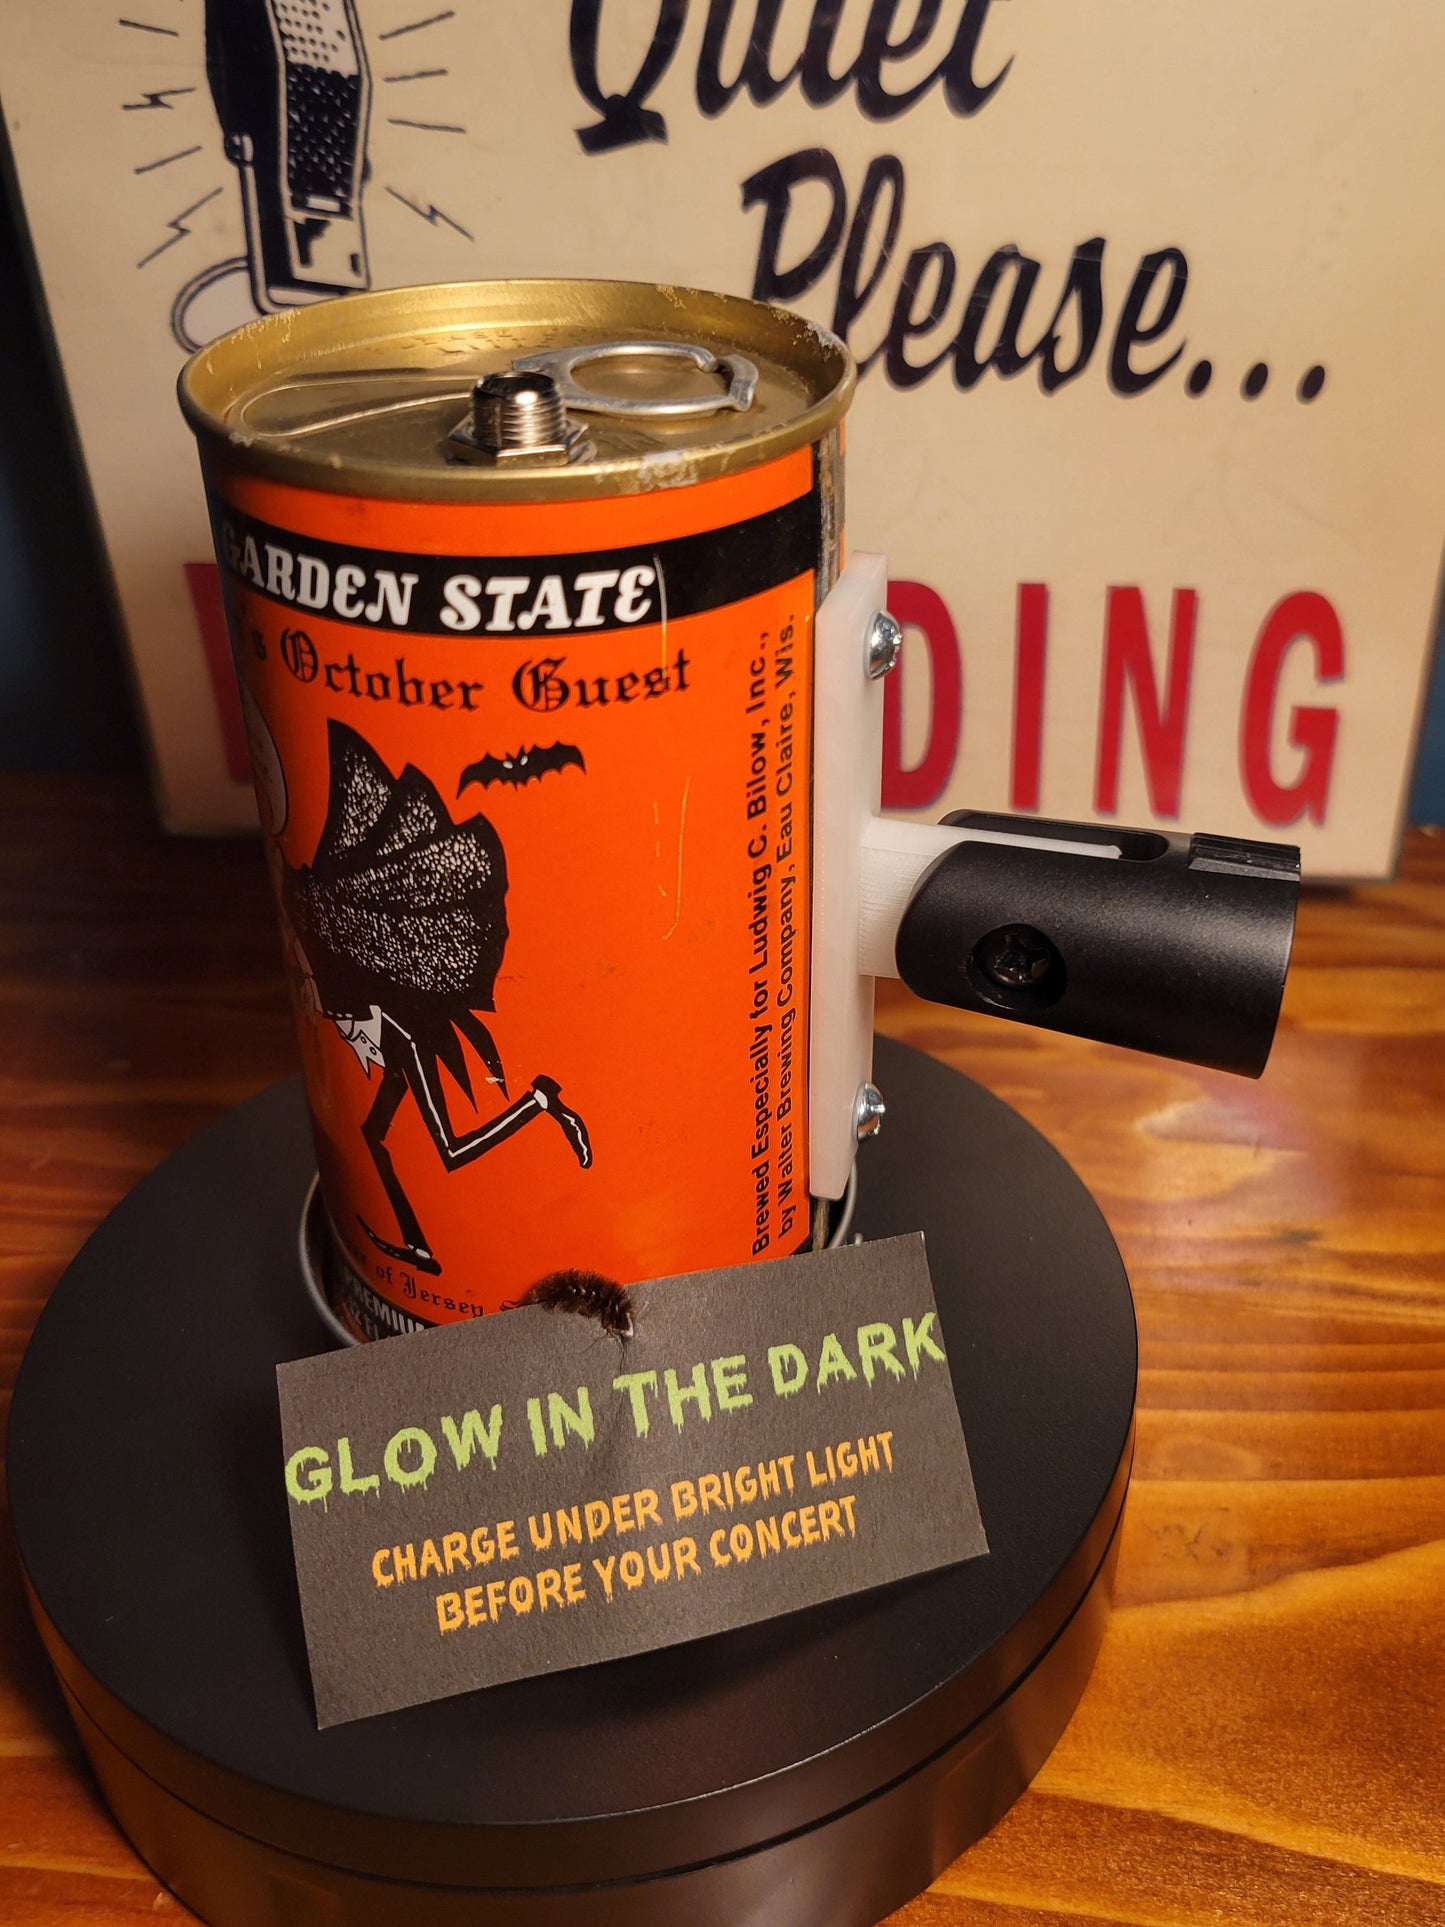 Quiet
Please...
DING
GARDEN STATE
's October Guest
Brewed Especially for Ludwig C. Bilow, Inc.,
by Walter Brewing Company, Eau Claire, Wis.
of Jersey
PREMIUM
GLOW IN THE DARK
CHARGE UNDER BRIGHT LIGHT
BEFORE YOUR CONCERT